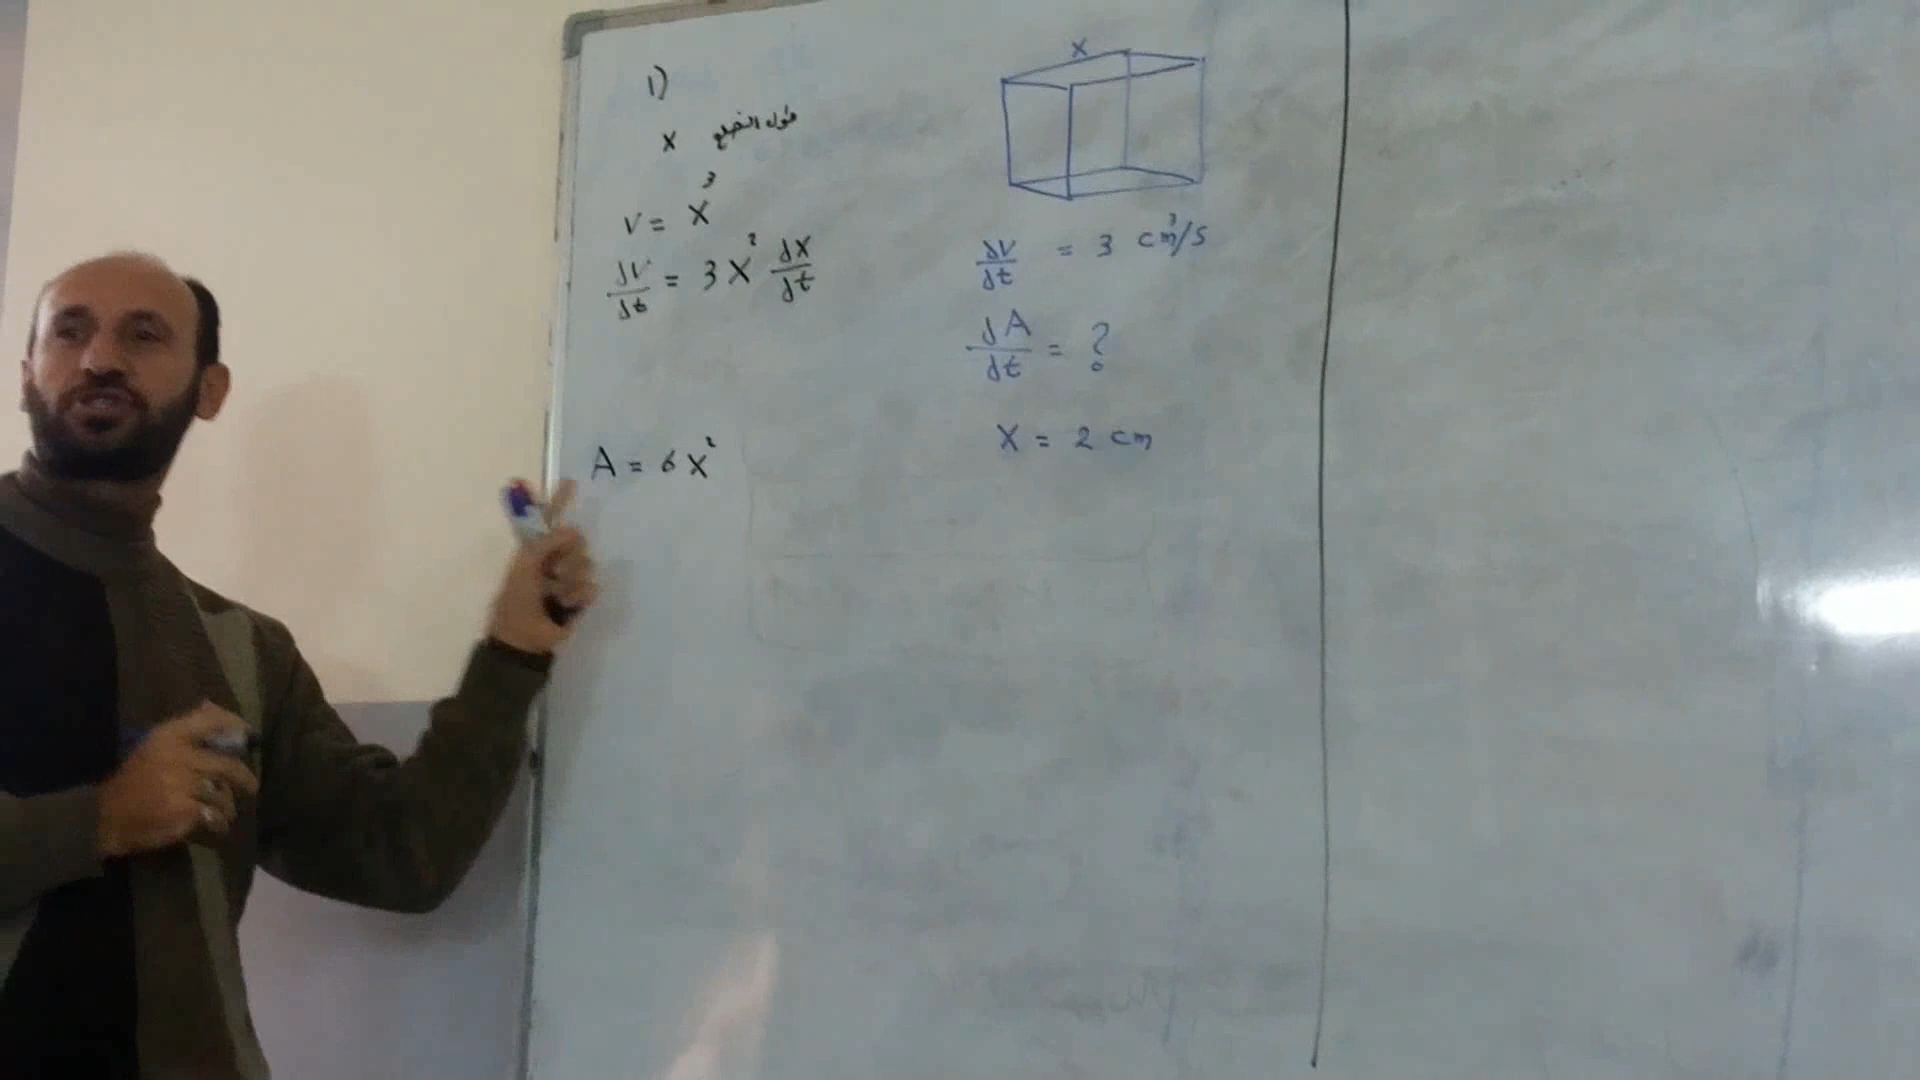 1)
x طول الضلع
V = x³
dV/dt = 3x² dx/dt
A = 6x²
x
dV/dt = 3 cm³/s
dA/dt = ?
x = 2 cm